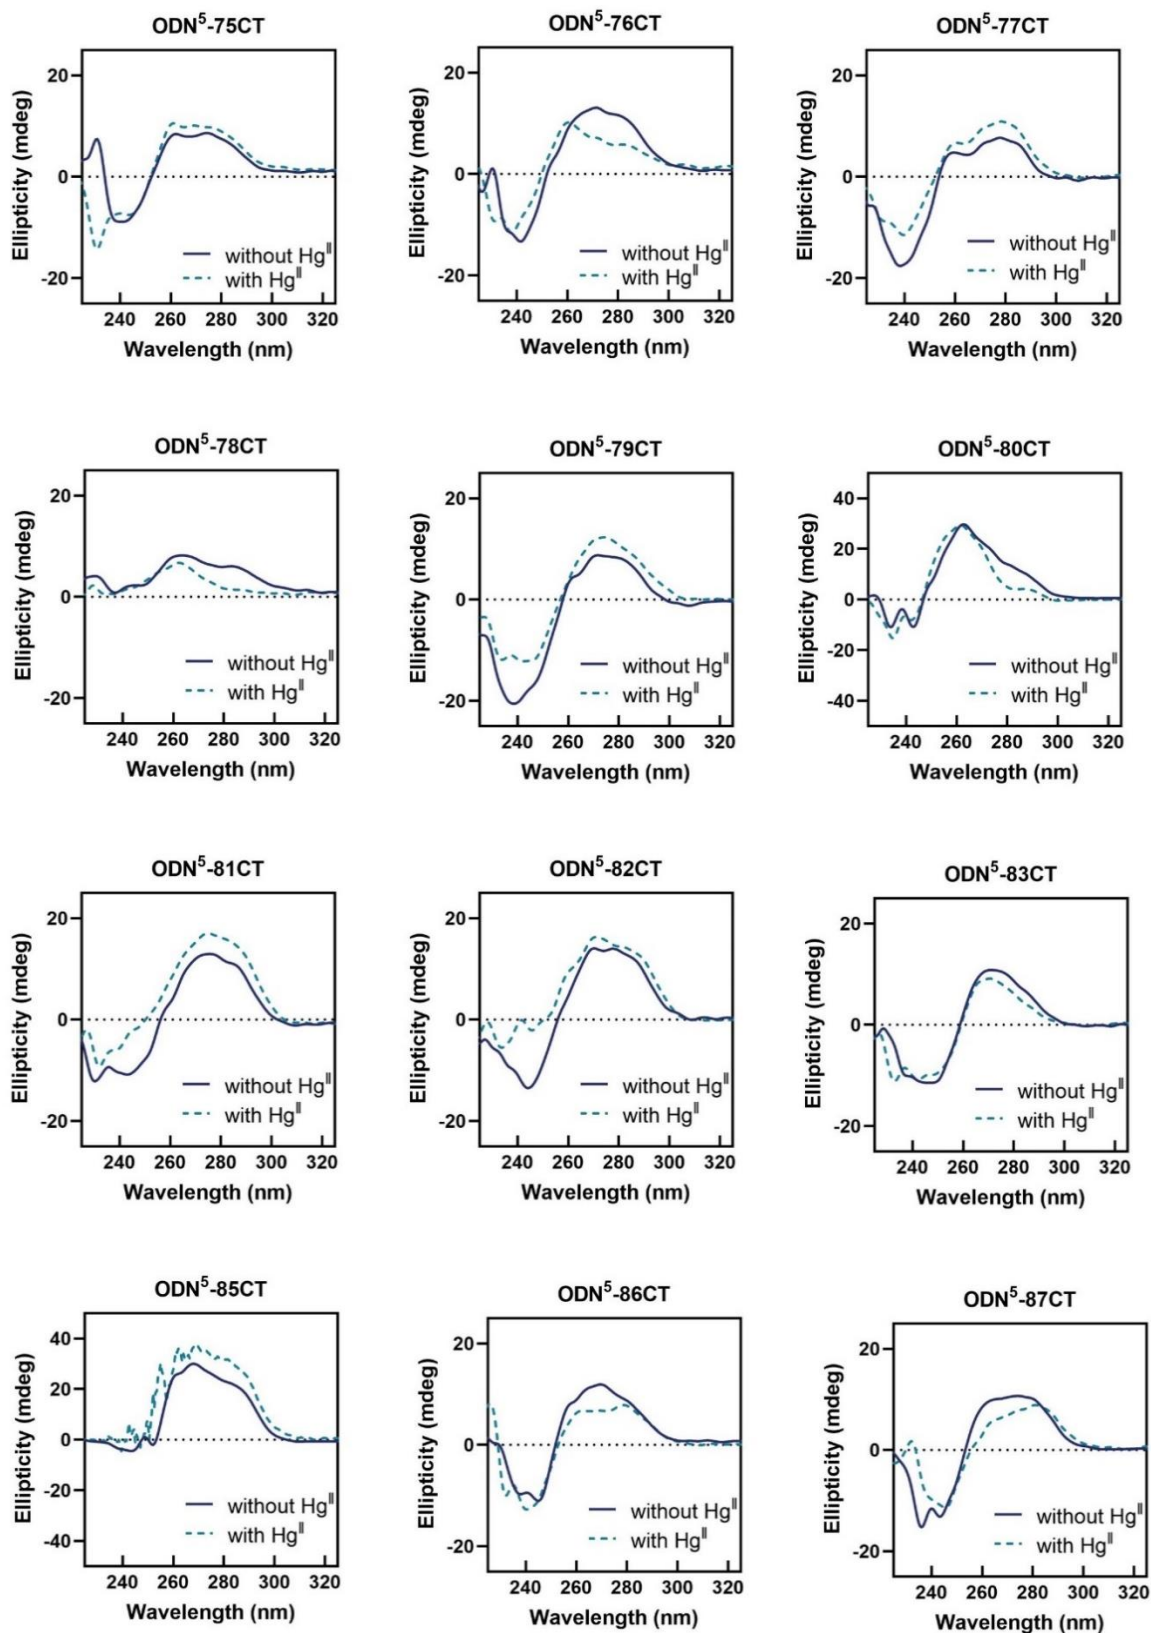 ODN⁵-75CT
Ellipticity (mdeg)
20
0
-20
without Hgᴵᴵ
with Hgᴵᴵ
240 260 280 300 320
Wavelength (nm)
ODN⁵-76CT
Ellipticity (mdeg)
20
0
-20
without Hgᴵᴵ
with Hgᴵᴵ
240 260 280 300 320
Wavelength (nm)
ODN⁵-77CT
Ellipticity (mdeg)
20
0
-20
without Hgᴵᴵ
with Hgᴵᴵ
240 260 280 300 320
Wavelength (nm)
ODN⁵-78CT
Ellipticity (mdeg)
20
0
-20
without Hgᴵᴵ
with Hgᴵᴵ
240 260 280 300 320
Wavelength (nm)
ODN⁵-79CT
Ellipticity (mdeg)
20
0
-20
without Hgᴵᴵ
with Hgᴵᴵ
240 260 280 300 320
Wavelength (nm)
ODN⁵-80CT
Ellipticity (mdeg)
40
20
0
-20
-40
without Hgᴵᴵ
with Hgᴵᴵ
240 260 280 300 320
Wavelength (nm)
ODN⁵-81CT
Ellipticity (mdeg)
20
0
-20
without Hgᴵᴵ
with Hgᴵᴵ
240 260 280 300 320
Wavelength (nm)
ODN⁵-82CT
Ellipticity (mdeg)
20
0
-20
without Hgᴵᴵ
with Hgᴵᴵ
240 260 280 300 320
Wavelength (nm)
ODN⁵-83CT
Ellipticity (mdeg)
20
0
-20
without Hgᴵᴵ
with Hgᴵᴵ
240 260 280 300 320
Wavelength (nm)
ODN⁵-85CT
Ellipticity (mdeg)
40
20
0
-20
-40
without Hgᴵᴵ
with Hgᴵᴵ
240 260 280 300 320
Wavelength (nm)
ODN⁵-86CT
Ellipticity (mdeg)
20
0
-20
without Hgᴵᴵ
with Hgᴵᴵ
240 260 280 300 320
Wavelength (nm)
ODN⁵-87CT
Ellipticity (mdeg)
20
0
-20
without Hgᴵᴵ
with Hgᴵᴵ
240 260 280 300 320
Wavelength (nm)